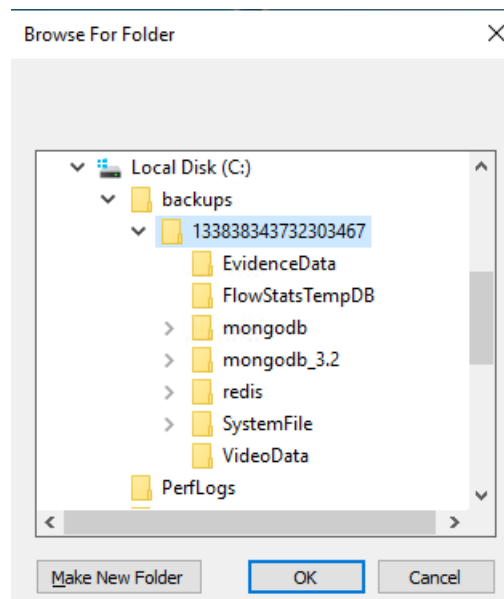 Browse For Folder
Local Disk (C:)
backups
133838343732303467
EvidenceData
FlowStatsTempDB
mongodb
mongodb_3.2
redis
SystemFile
VideoData
PerfLogs
Make New Folder
OK
Cancel